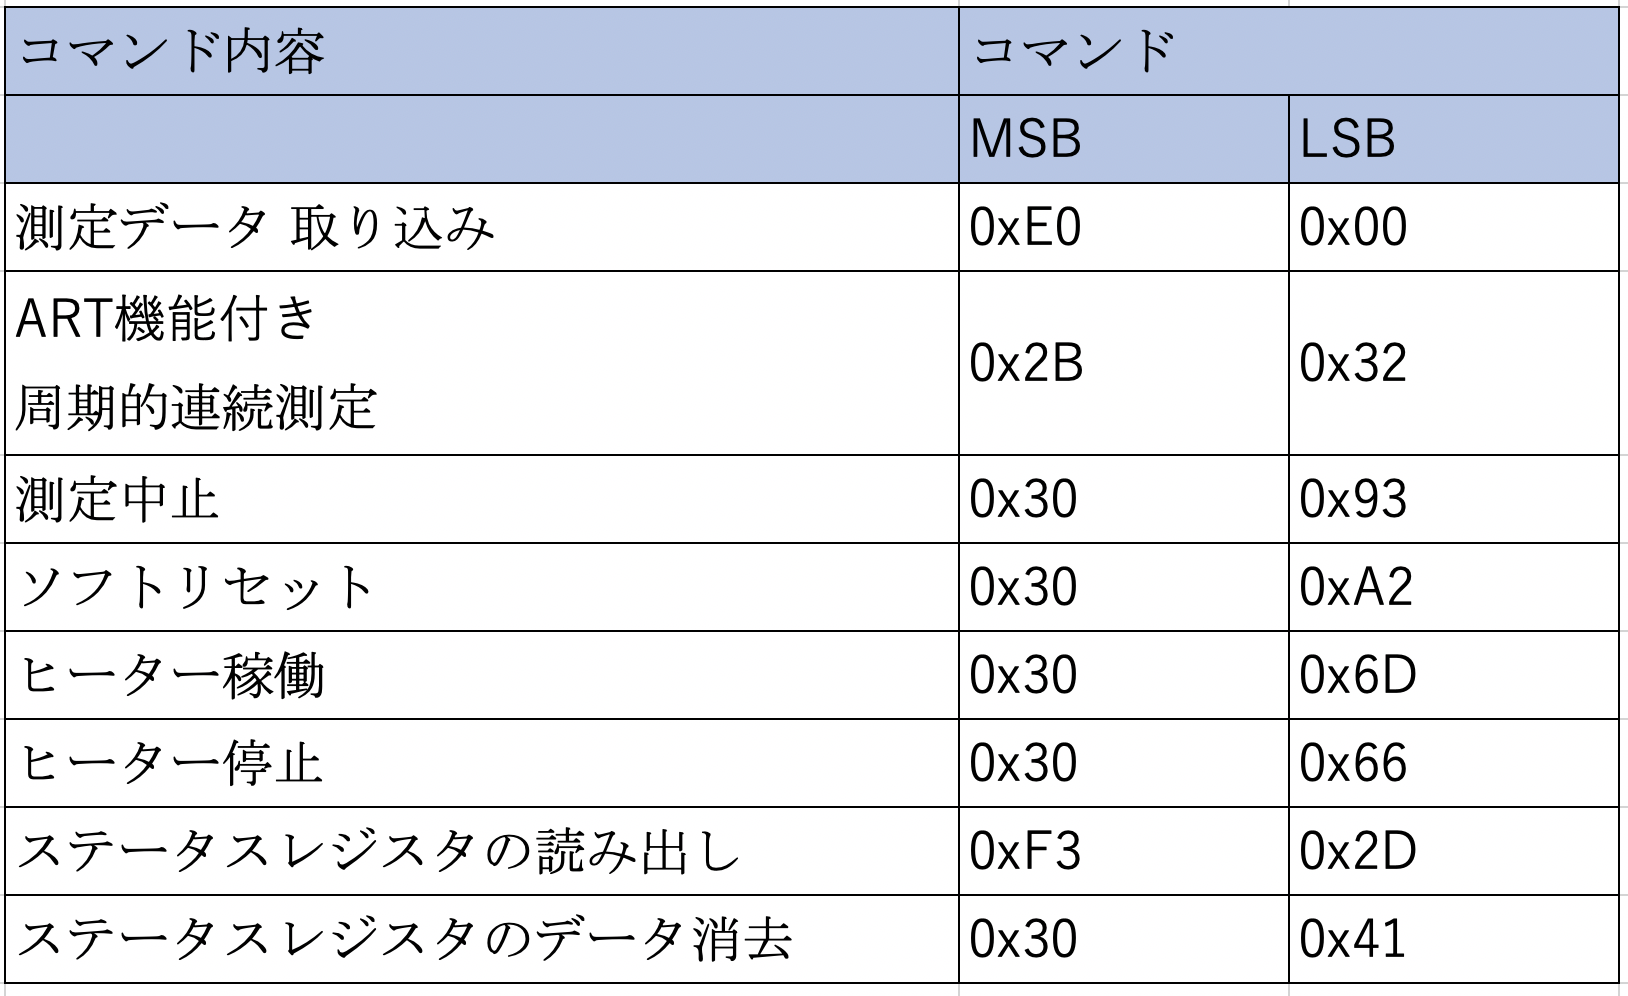 コマンド内容 コマンド
MSB LSB
測定データ 取り込み 0xE0 0x00
ART機能付き
周期的連続測定 0x2B 0x32
測定中止 0x30 0x93
ソフトリセット 0x30 0xA2
ヒーター稼働 0x30 0x6D
ヒーター停止 0x30 0x66
ステータスレジスタの読み出し 0xF3 0x2D
ステータスレジスタのデータ消去 0x30 0x41